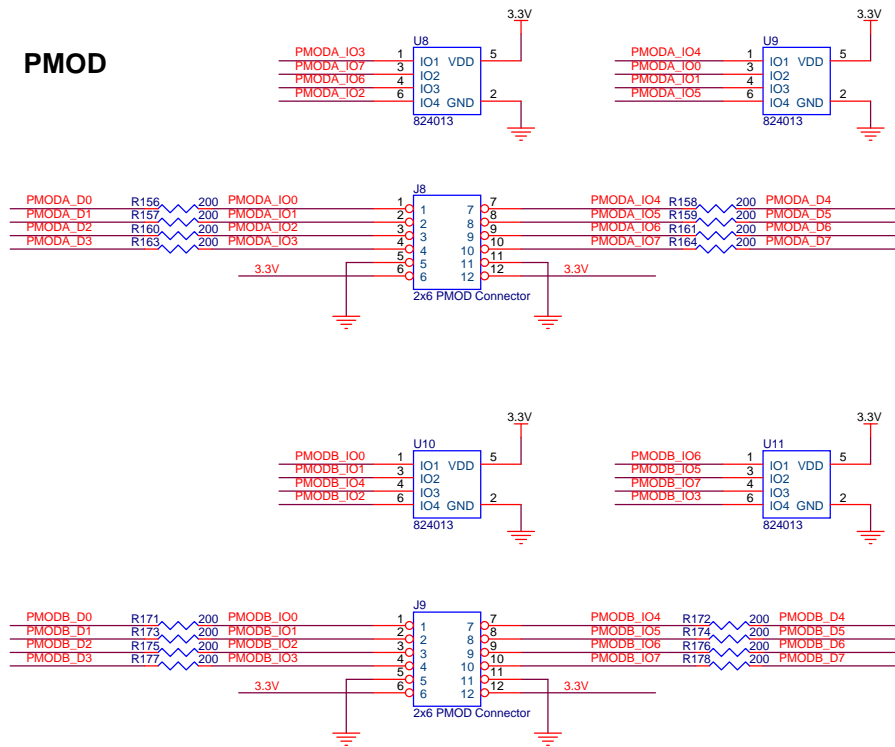 3.3V 3.3V
PMOD
U8 U9
PMODA_IO3 1 IO1 VDD 5 PMODA_IO4 1 IO1 VDD 5
PMODA_IO7 3 IO2 PMODA_IO0 3 IO2
PMODA_IO6 4 IO3 PMODA_IO1 4 IO3
PMODA_IO2 6 IO4 GND 2 PMODA_IO5 6 IO4 GND 2
824013 824013
J8
PMODA_D0 R156 200 PMODA_IO0 1 1 7 7 PMODA_IO4 R158 200 PMODA_D4
PMODA_D1 R157 200 PMODA_IO1 2 2 8 8 PMODA_IO5 R159 200 PMODA_D5
PMODA_D2 R160 200 PMODA_IO2 3 3 9 9 PMODA_IO6 R161 200 PMODA_D6
PMODA_D3 R163 200 PMODA_IO3 4 4 10 10 PMODA_IO7 R164 200 PMODA_D7
5 5 11 11
3.3V 6 6 12 12 3.3V
2x6 PMOD Connector
3.3V 3.3V
U10 U11
PMODB_IO0 1 IO1 VDD 5 PMODB_IO6 1 IO1 VDD 5
PMODB_IO1 3 IO2 PMODB_IO5 3 IO2
PMODB_IO4 4 IO3 PMODB_IO7 4 IO3
PMODB_IO2 6 IO4 GND 2 PMODB_IO3 6 IO4 GND 2
824013 824013
J9
PMODB_D0 R171 200 PMODB_IO0 1 1 7 7 PMODB_IO4 R172 200 PMODB_D4
PMODB_D1 R173 200 PMODB_IO1 2 2 8 8 PMODB_IO5 R174 200 PMODB_D5
PMODB_D2 R175 200 PMODB_IO2 3 3 9 9 PMODB_IO6 R176 200 PMODB_D6
PMODB_D3 R177 200 PMODB_IO3 4 4 10 10 PMODB_IO7 R178 200 PMODB_D7
5 5 11 11
3.3V 6 6 12 12 3.3V
2x6 PMOD Connector